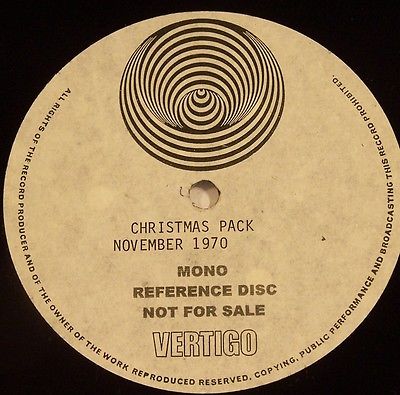 CHRISTMAS PACK
NOVEMBER 1970
MONO
REFERENCE DISC
NOT FOR SALE
VERTIGO
ALL RIGHTS OF THE RECORD PRODUCER AND OF THE OWNER OF THE WORK REPRODUCED RESERVED. COPYING, PUBLIC PERFORMANCE AND BROADCASTING THIS RECORD PROHIBITED.